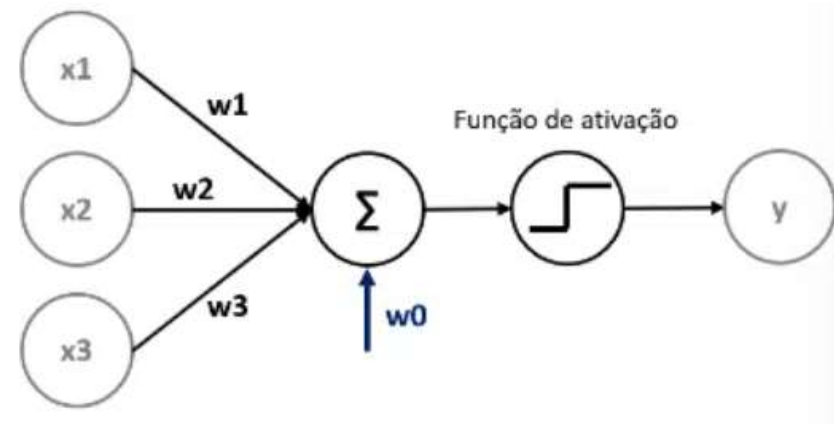 x1
w1
Função de ativação
x2
w2
Σ
y
w3
w0
x3